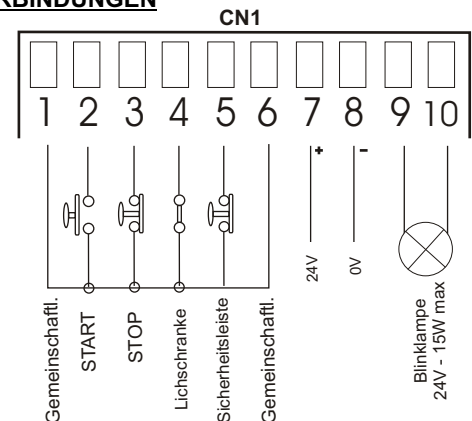 RBINDUNGEN
CN1
1 2 3 4 5 6 7 8 9 10
+ -
24V
0V
Gemeinschaftl.
START
STOP
Lichschranke
Sicherheitsleiste
Gemeinschaftl.
Blinklampe
24V - 15W max